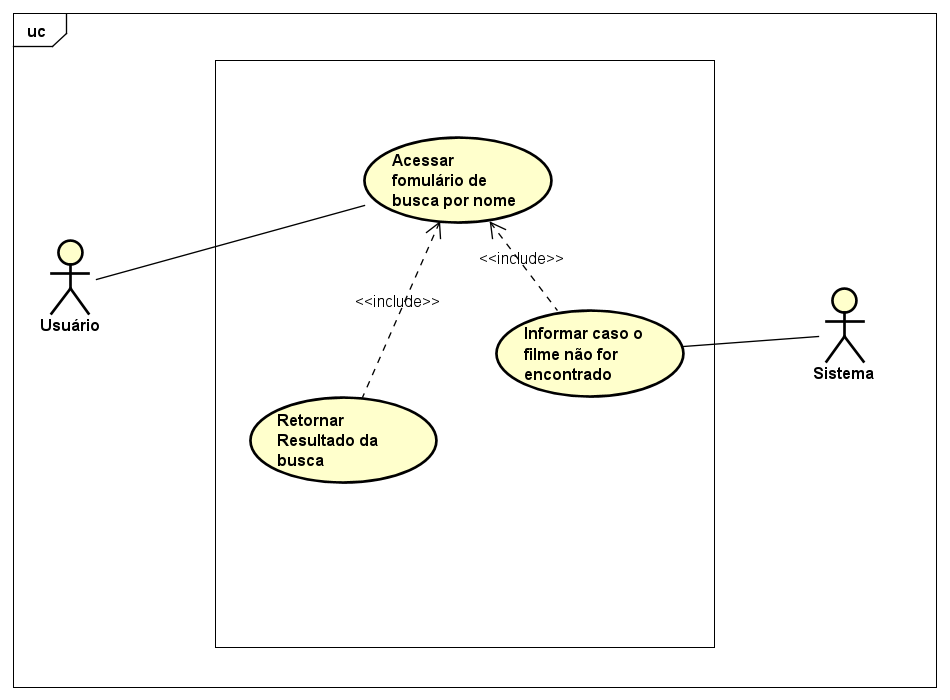 uc
Acessar
fomulário de
busca por nome
<<include>>
<<include>>
Usuário
Informar caso o
filme não for
encontrado
Sistema
Retornar
Resultado da
busca